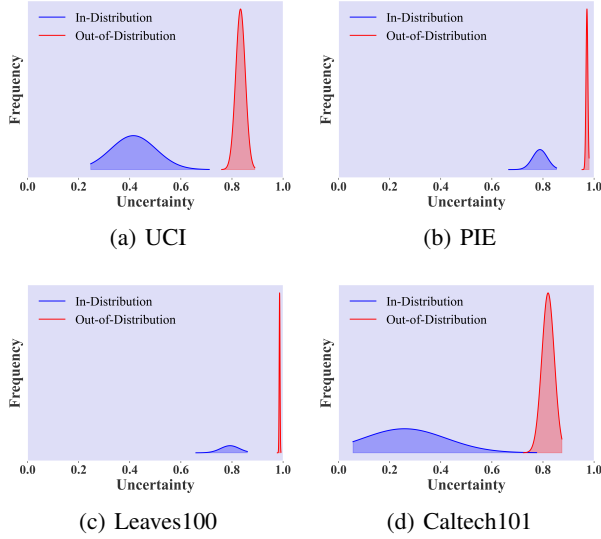 In-Distribution
Out-of-Distribution
Frequency
0.0 0.2 0.4 0.6 0.8 1.0
Uncertainty
(a) UCI
In-Distribution
Out-of-Distribution
Frequency
0.0 0.2 0.4 0.6 0.8 1.0
Uncertainty
(b) PIE
In-Distribution
Out-of-Distribution
Frequency
0.0 0.2 0.4 0.6 0.8 1.0
Uncertainty
(c) Leaves100
In-Distribution
Out-of-Distribution
Frequency
0.0 0.2 0.4 0.6 0.8 1.0
Uncertainty
(d) Caltech101